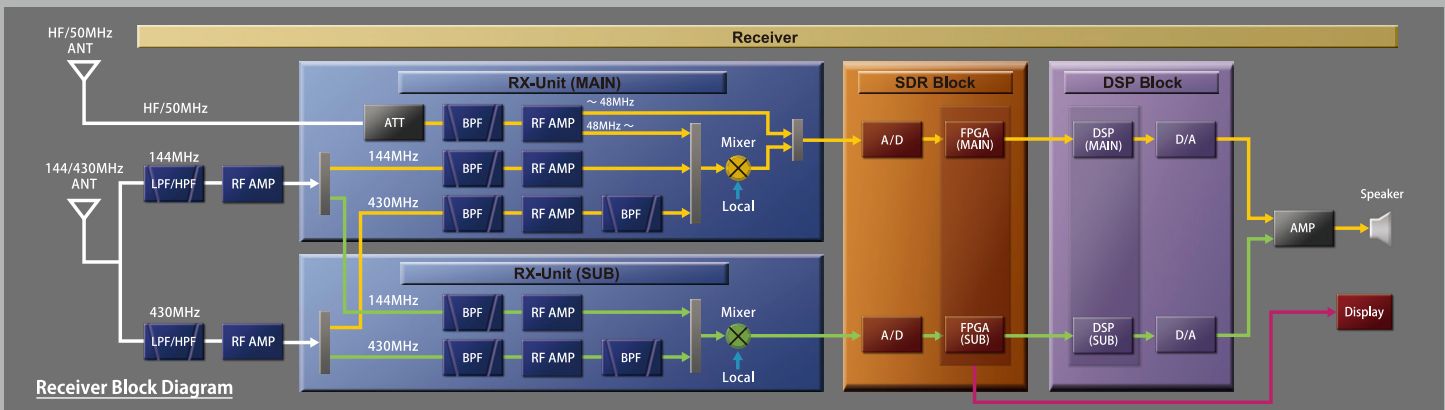 HF/50MHz
ANT
Receiver
RX-Unit (MAIN)
SDR Block
DSP Block
HF/50MHz
ATT
BPF
RF AMP
～ 48MHz
48MHz ～
144/430MHz
ANT
144MHz
LPF/HPF
RF AMP
144MHz
BPF
RF AMP
430MHz
BPF
RF AMP
BPF
Mixer
Local
A/D
FPGA
(MAIN)
DSP
(MAIN)
D/A
Speaker
AMP
RX-Unit (SUB)
430MHz
LPF/HPF
RF AMP
144MHz
BPF
RF AMP
430MHz
BPF
RF AMP
BPF
Mixer
Local
A/D
FPGA
(SUB)
DSP
(SUB)
D/A
Display
Receiver Block Diagram